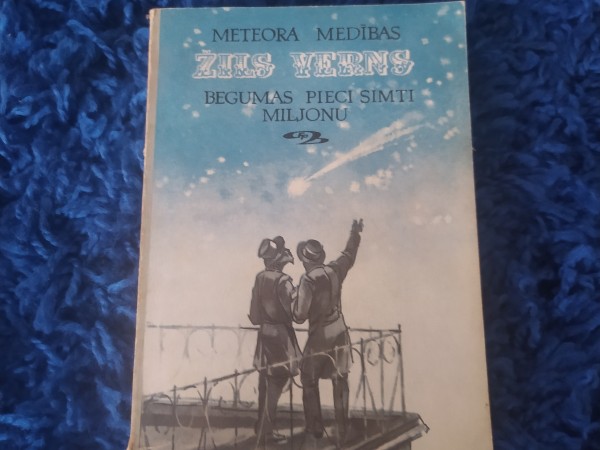 METEORA MEDĪBAS
ŽILS VERNS
BEGUMAS PIECI SIMTI
MILJONU